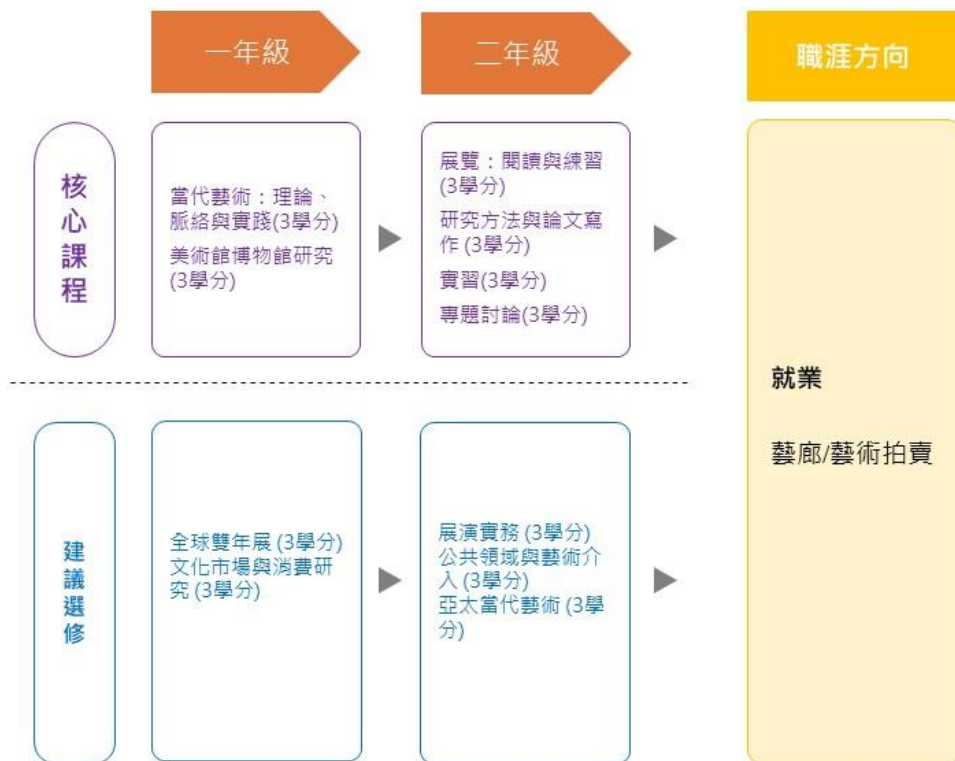 一年級
二年級
職涯方向
核心課程
當代藝術：理論、
脈絡與實踐(3學分)
美術館博物館研究
(3學分)
展覽：閱讀與練習
(3學分)
研究方法與論文寫
作 (3學分)
實習(3學分)
專題討論(3學分)
就業
藝廊/藝術拍賣
建議選修
全球雙年展 (3學分)
文化市場與消費研
究 (3學分)
展演實務 (3學分)
公共領域與藝術介
入 (3學分)
亞太當代藝術 (3學
分)